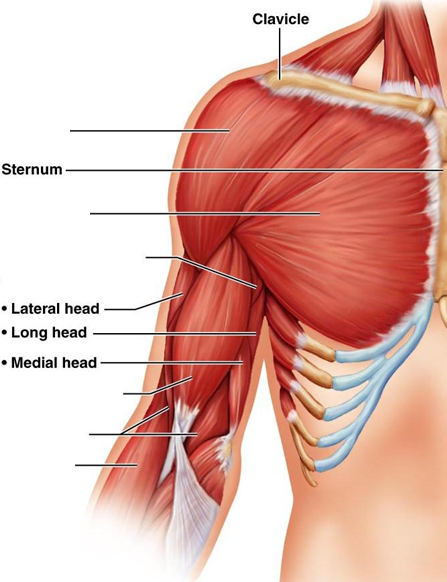 Clavicle
Sternum
• Lateral head
• Long head
• Medial head